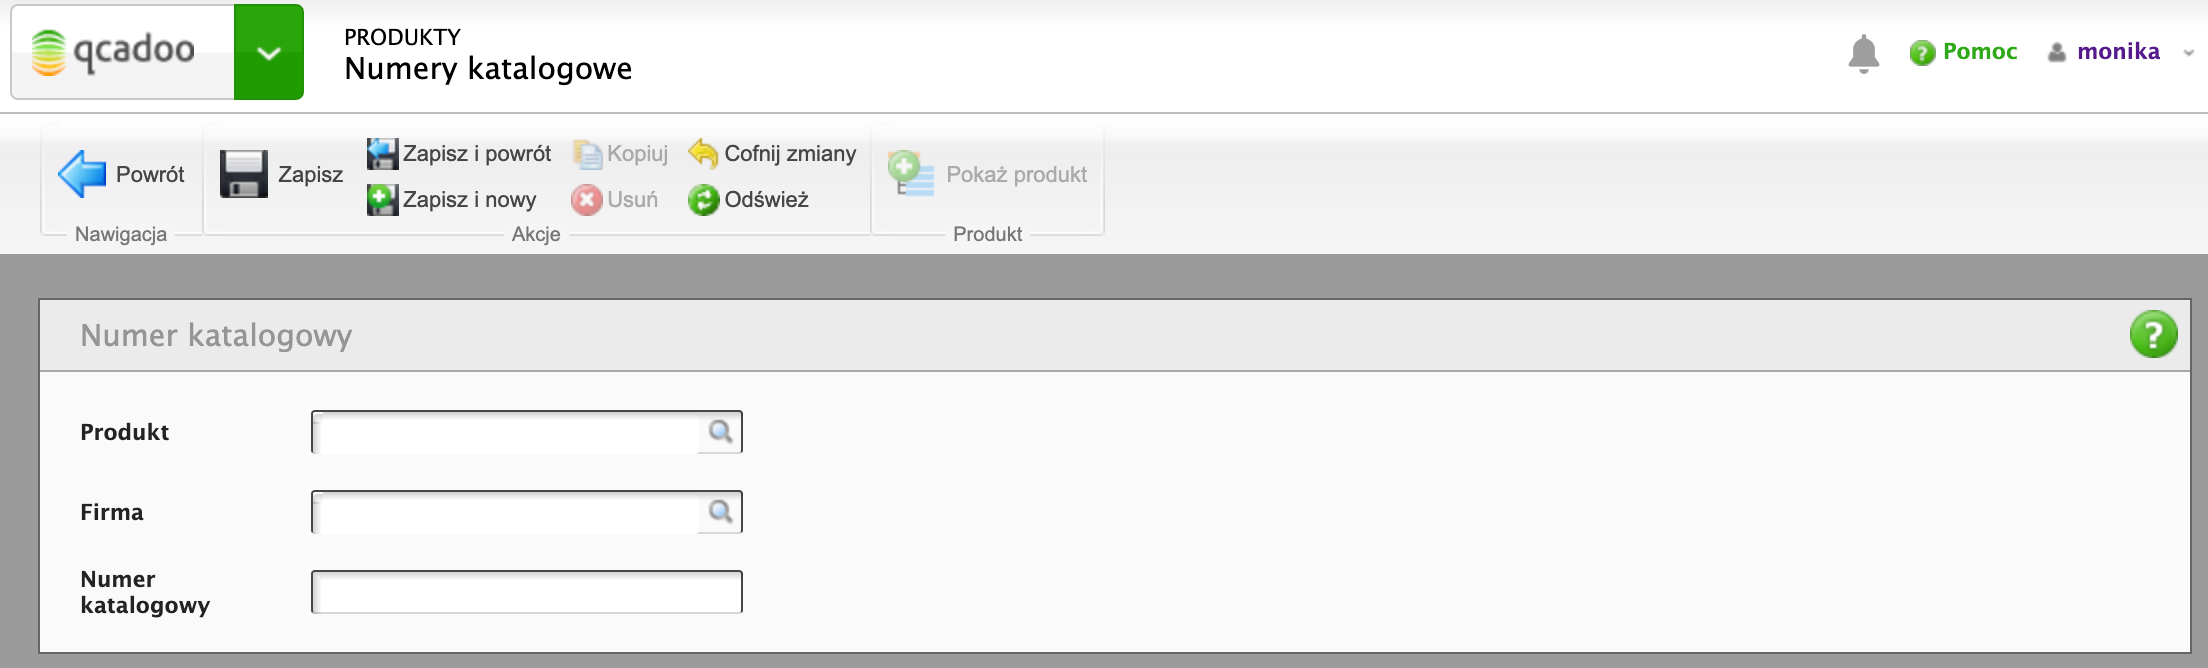 qcadoo
PRODUKTY
Numery katalogowe
Pomoc
monika
Powrót
Nawigacja
Zapisz
Zapisz i powrót
Zapisz i nowy
Kopiuj
Usuń
Cofnij zmiany
Odśwież
Akcje
Pokaż produkt
Produkt
Numer katalogowy
Produkt
Firma
Numer
katalogowy